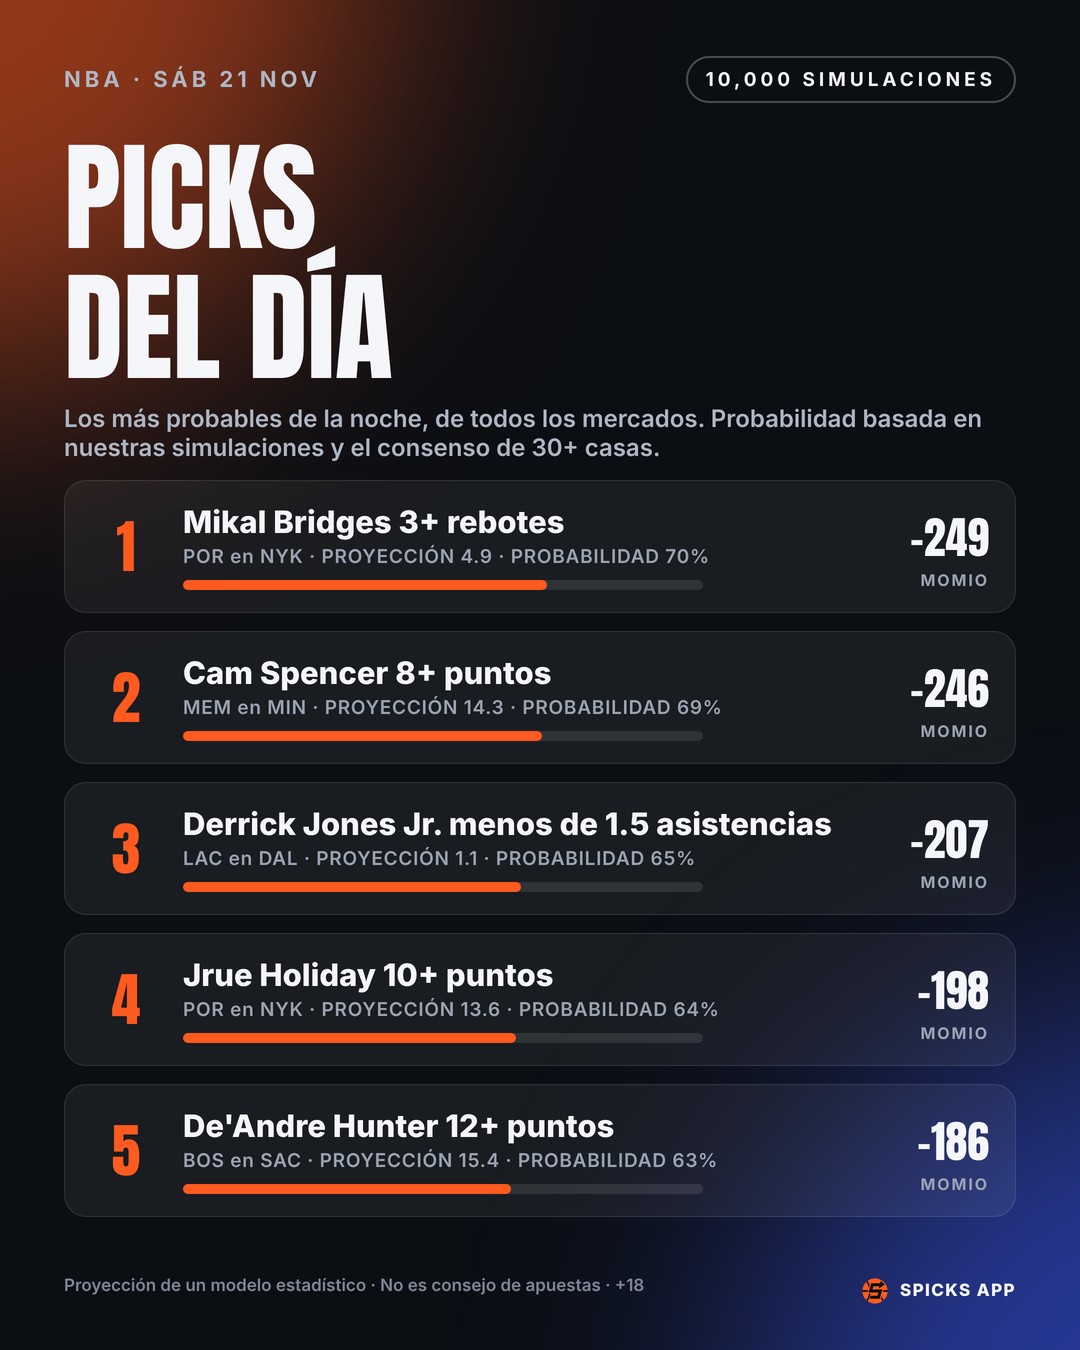 NBA · SÁB 21 NOV
10,000 SIMULACIONES
PICKS
DEL DÍA
Los más probables de la noche, de todos los mercados. Probabilidad basada en
nuestras simulaciones y el consenso de 30+ casas.
1
Mikal Bridges 3+ rebotes
POR en NYK · PROYECCIÓN 4.9 · PROBABILIDAD 70%
-249
MOMIO
2
Cam Spencer 8+ puntos
MEM en MIN · PROYECCIÓN 14.3 · PROBABILIDAD 69%
-246
MOMIO
3
Derrick Jones Jr. menos de 1.5 asistencias
LAC en DAL · PROYECCIÓN 1.1 · PROBABILIDAD 65%
-207
MOMIO
4
Jrue Holiday 10+ puntos
POR en NYK · PROYECCIÓN 13.6 · PROBABILIDAD 64%
-198
MOMIO
5
De'Andre Hunter 12+ puntos
BOS en SAC · PROYECCIÓN 15.4 · PROBABILIDAD 63%
-186
MOMIO
Proyección de un modelo estadístico · No es consejo de apuestas · +18
SPICKS APP